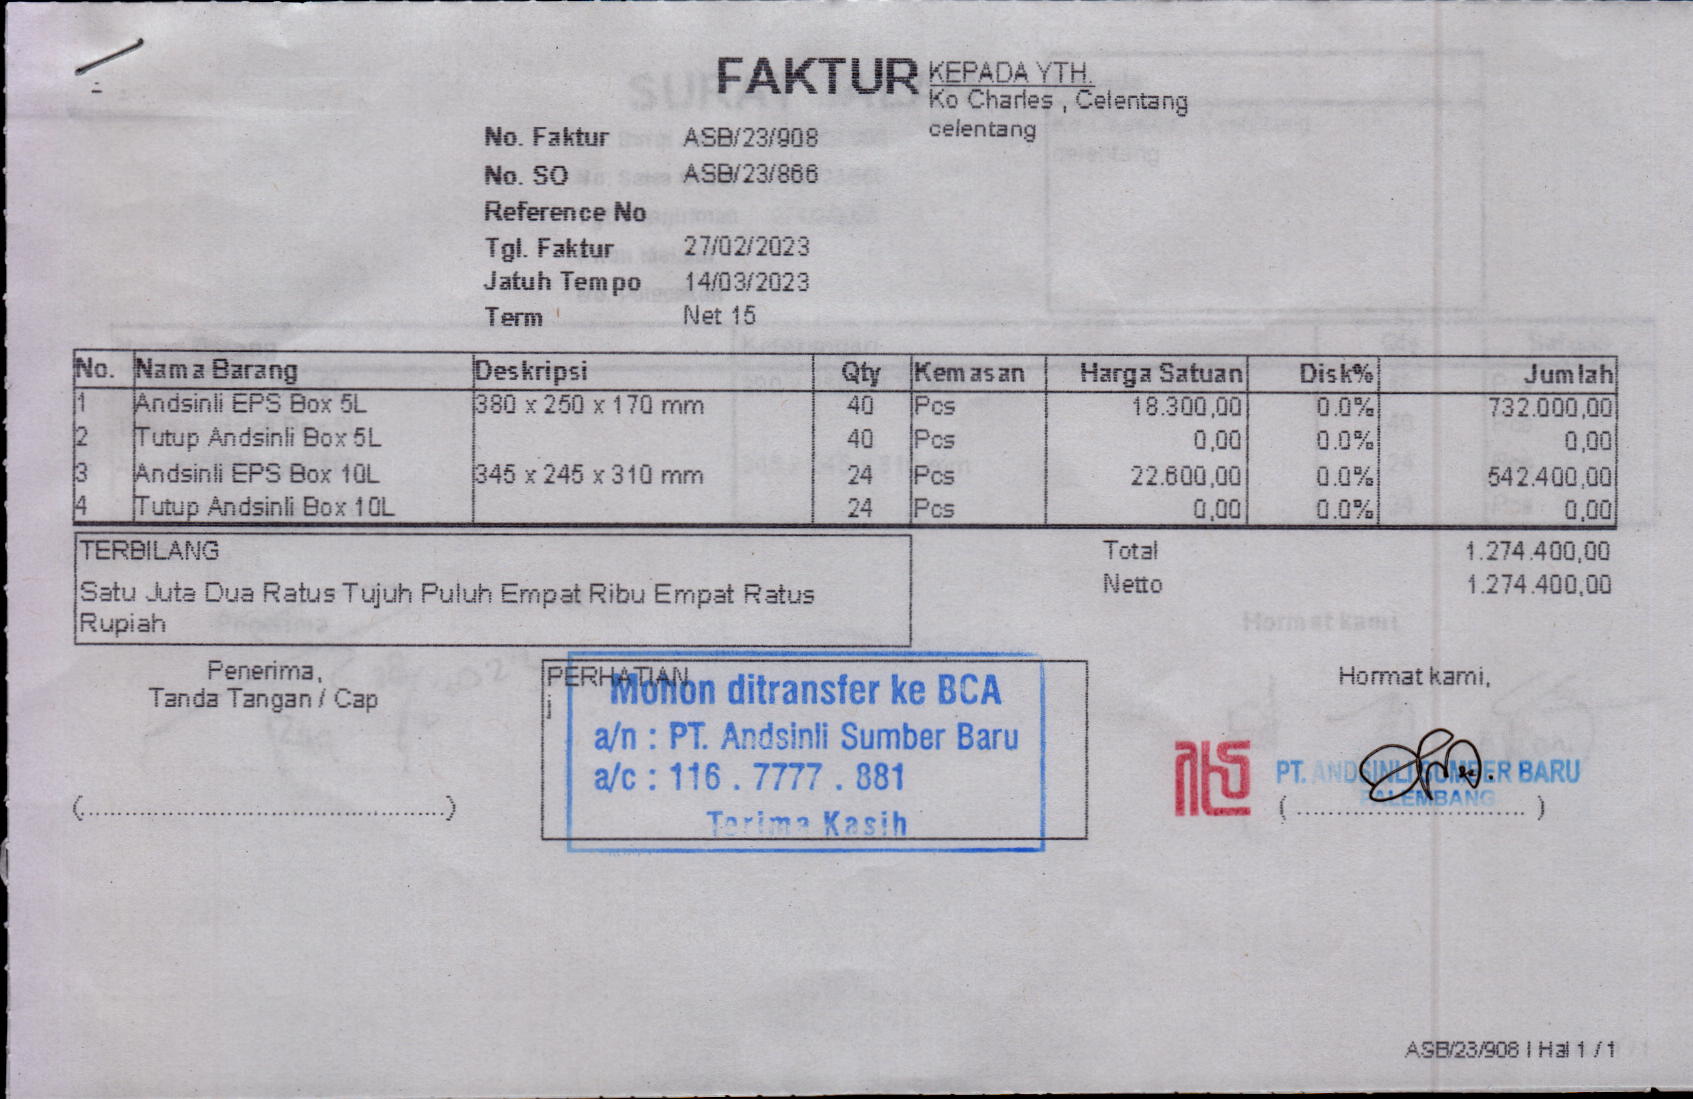 FAKTUR
KEPADA YTH.
Ko Charles , Celentang
celentang
No. Faktur ASB/23/908
No. SO ASB/23/866
Reference No
Tgl. Faktur 27/02/2023
Jatuh Tempo 14/03/2023
Term Net 15
No. Nama Barang Deskripsi Qty Kemasan Harga Satuan Disk% Jumlah
1 Andsinli EPS Box 5L 380 x 250 x 170 mm 40 Pcs 18.300,00 0.0% 732.000,00
2 Tutup Andsinli Box 5L 40 Pcs 0,00 0.0% 0,00
3 Andsinli EPS Box 10L 345 x 245 x 310 mm 24 Pcs 22.600,00 0.0% 542.400,00
4 Tutup Andsinli Box 10L 24 Pcs 0,00 0.0% 0,00
TERBILANG
Satu Juta Dua Ratus Tujuh Puluh Empat Ribu Empat Ratus
Rupiah
Total 1.274.400,00
Netto 1.274.400,00
Penerima,
Tanda Tangan / Cap
(............................................)
PERHATIAN
j
Mohon ditransfer ke BCA
a/n : PT. Andsinli Sumber Baru
a/c : 116 . 7777 . 881
Terima Kasih
Hormat kami,
PT. ANDSINLI SUMBER BARU
PALEMBANG
( ............................ )
ASB/23/908 | Hal 1 / 1